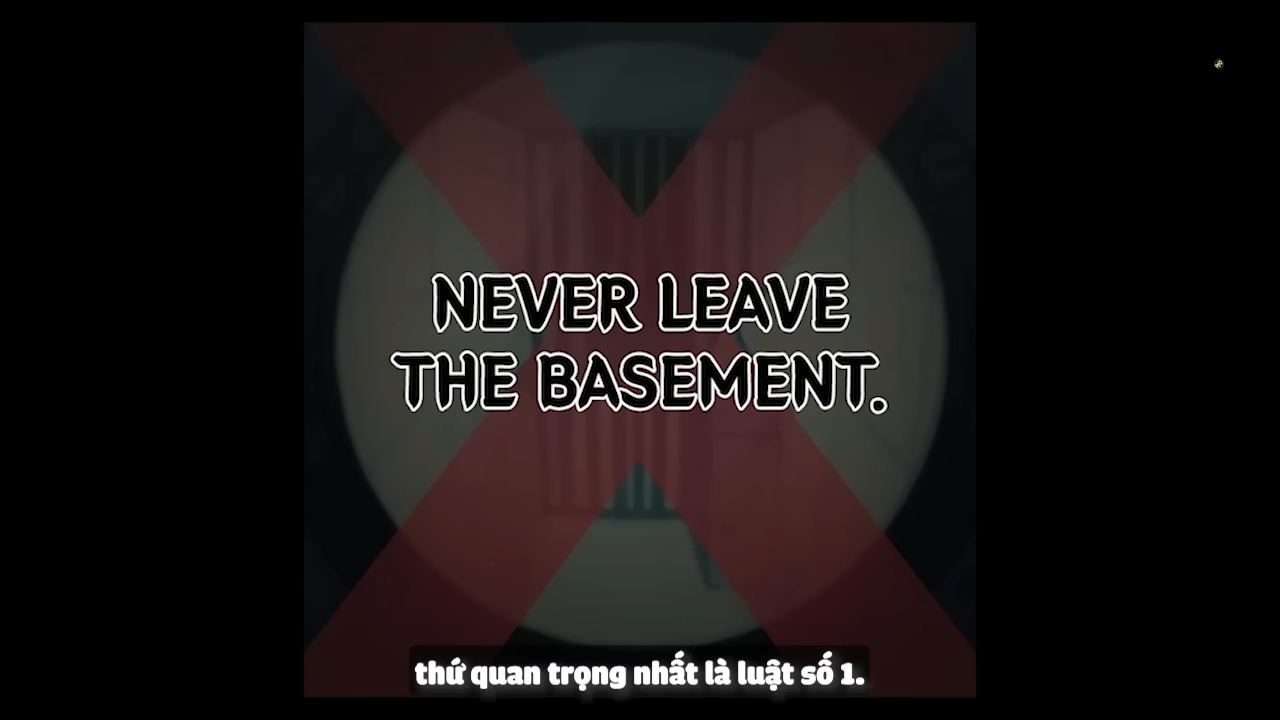 NEVER LEAVE
THE BASEMENT.
thứ quan trọng nhất là luật số 1.